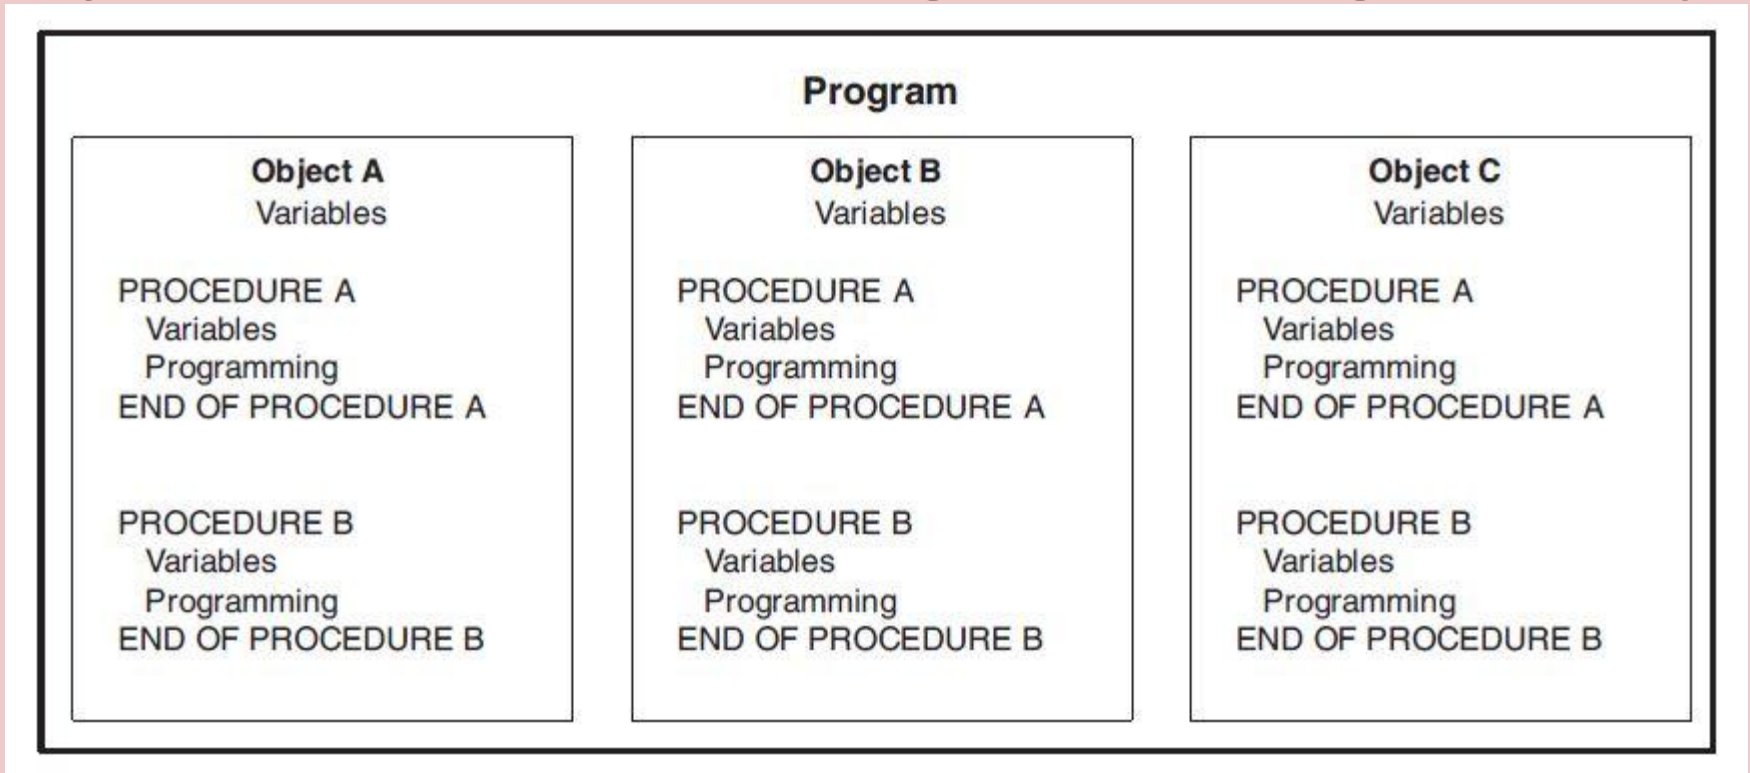 Program
Object A
Variables
PROCEDURE A
Variables
Programming
END OF PROCEDURE A
PROCEDURE B
Variables
Programming
END OF PROCEDURE B
Object B
Variables
PROCEDURE A
Variables
Programming
END OF PROCEDURE A
PROCEDURE B
Variables
Programming
END OF PROCEDURE B
Object C
Variables
PROCEDURE A
Variables
Programming
END OF PROCEDURE A
PROCEDURE B
Variables
Programming
END OF PROCEDURE B